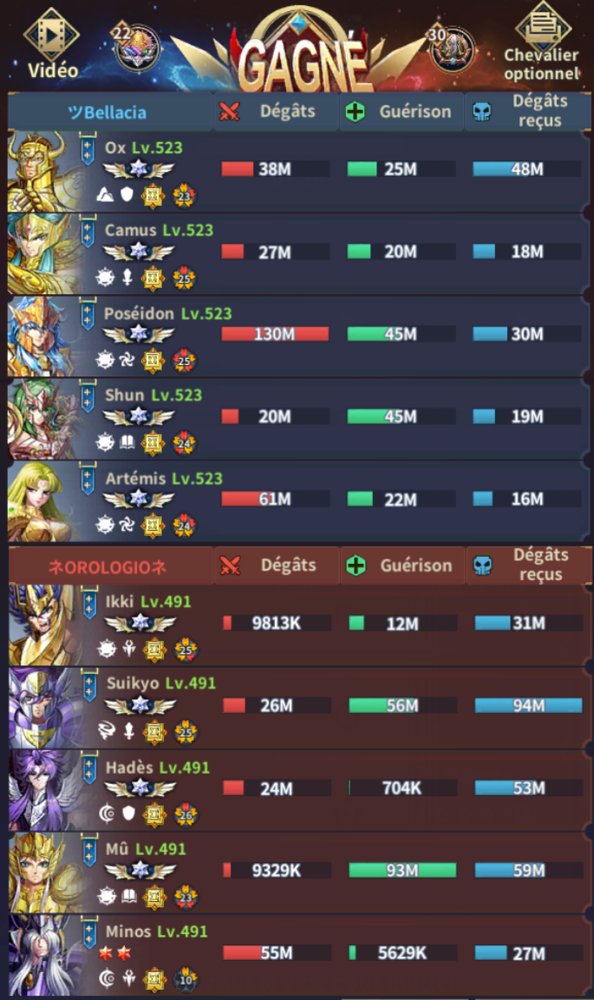 22
GAGNÉ
30
Vidéo
Chevalier
optionnel
ツBellacia
Dégâts
Guérison
Dégâts
reçus
Ox Lv.523
38M
25M
48M
23
Camus Lv.523
27M
20M
18M
25
Poséidon Lv.523
130M
45M
30M
25
Shun Lv.523
20M
45M
19M
24
Artémis Lv.523
61M
22M
16M
24
ネOROLOGIOネ
Dégâts
Guérison
Dégâts
reçus
Ikki Lv.491
9813K
12M
31M
25
Suikyo Lv.491
26M
56M
94M
25
Hadès Lv.491
24M
704K
53M
26
Mû Lv.491
9329K
93M
59M
23
Minos Lv.491
55M
5629K
27M
10